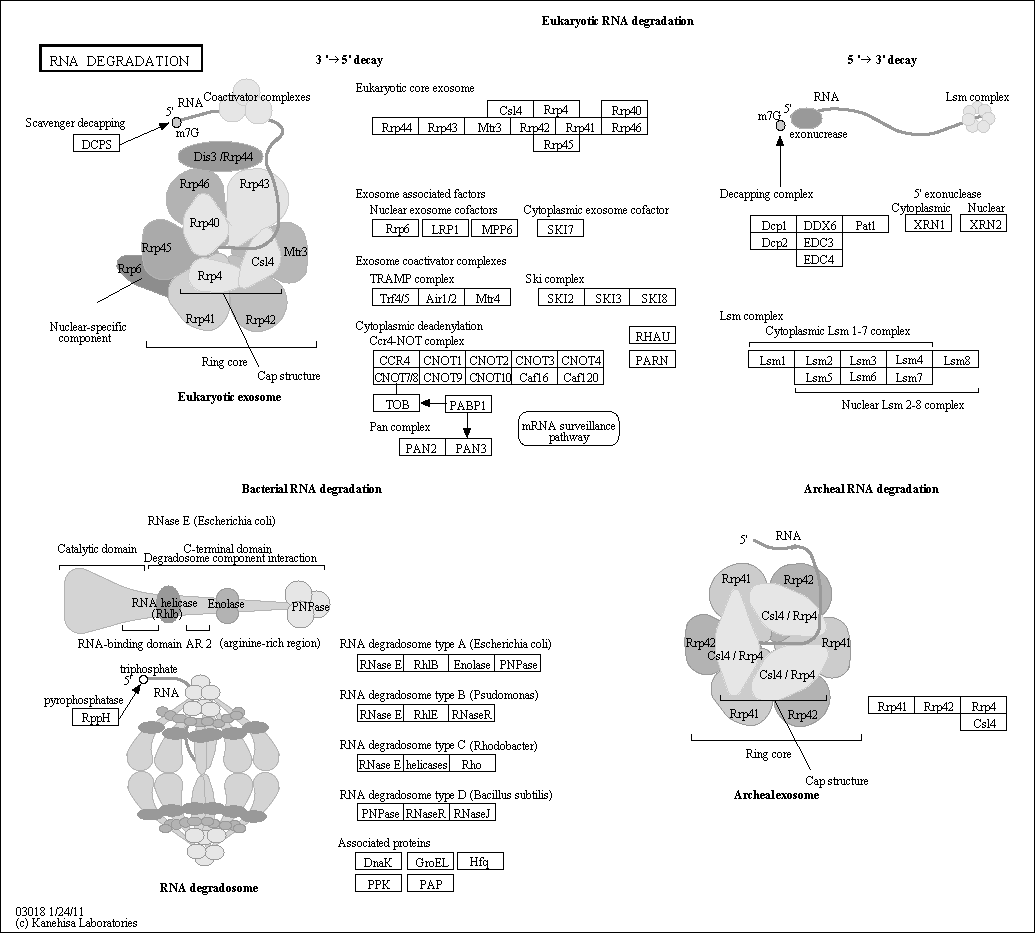 Eukaryotic RNA degradation
RNA DEGRADATION
3 '→ 5' decay
5 '→ 3' decay
5'
RNA
Coactivator complexes
m7G
Scavenger decapping
DCPS
Dis3 /Rrp44
Rrp46
Rrp43
Rrp40
Rrp45
Csl4
Mtr3
Rrp6
Rrp4
Rrp41
Rrp42
Nuclear-specific
component
Ring core
Cap structure
Eukaryotic exosome
Eukaryotic core exosome
Csl4 Rrp4 Rrp40
Rrp44 Rrp43 Mtr3 Rrp42 Rrp41 Rrp46
Rrp45
Exosome associated factors
Nuclear exosome cofactors
Rrp6 LRP1 MPP6
Cytoplasmic exosome cofactor
SKI7
Exosome coactivator complexes
TRAMP complex
Trf4/5 Air1/2 Mtr4
Ski complex
SKI2 SKI3 SKI8
Cytoplasmic deadenylation
Ccr4-NOT complex
CCR4 CNOT1 CNOT2 CNOT3 CNOT4
CNOT7/8 CNOT9 CNOT10 Caf16 Caf120
RHAU
PARN
TOB
PABP1
Pan complex
PAN2 PAN3
mRNA surveillance
pathway
m7G
5'
RNA
exonucrease
Lsm complex
Decapping complex
Dcp1 DDX6 Pat1
Dcp2 EDC3
EDC4
5' exonuclease
Cytoplasmic
XRN1
Nuclear
XRN2
Lsm complex
Cytoplasmic Lsm 1-7 complex
Lsm1 Lsm2 Lsm3 Lsm4 Lsm8
Lsm5 Lsm6 Lsm7
Nuclear Lsm 2-8 complex
Bacterial RNA degradation
RNase E (Escherichia coli)
Catalytic domain
C-terminal domain
Degradosome component interaction
RNA helicase
(Rhlb)
Enolase
PNPase
RNA-binding domain
AR 2
(arginine-rich region)
triphosphate
5'
RNA
pyrophosphatase
RppH
RNA degradosome
RNA degradosome type A (Escherichia coli)
RNase E RhlB Enolase PNPase
RNA degradosome type B (Psudomonas)
RNase E RhlE RNaseR
RNA degradosome type C (Rhodobacter)
RNase E helicases Rho
RNA degradosome type D (Bacillus subtilis)
PNPase RNaseR RNaseJ
Associated proteins
DnaK GroEL Hfq
PPK PAP
Archeal RNA degradation
5'
RNA
Rrp41
Rrp42
Csl4 / Rrp4
Rrp42
Csl4 / Rrp4
Rrp41
Csl4 / Rrp4
Rrp41
Rrp42
Ring core
Cap structure
Archeal exosome
Rrp41 Rrp42 Rrp4
Csl4
03018 1/24/11
(c) Kanehisa Laboratories